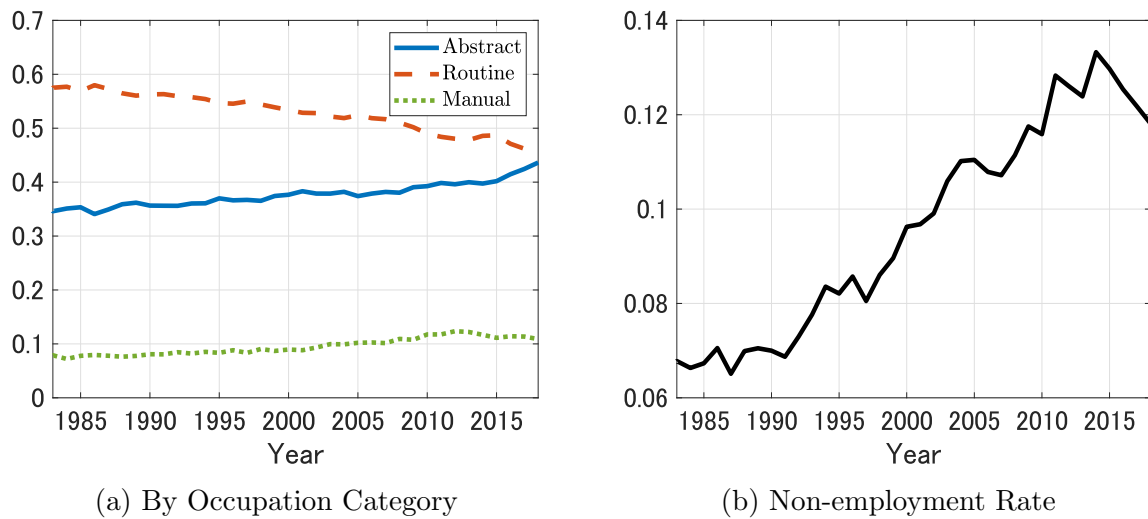 0.7
0.6
0.5
0.4
0.3
0.2
0.1
0
Abstract
Routine
Manual
1985 1990 1995 2000 2005 2010 2015
Year
(a) By Occupation Category
0.14
0.12
0.1
0.08
0.06
1985 1990 1995 2000 2005 2010 2015
Year
(b) Non-employment Rate